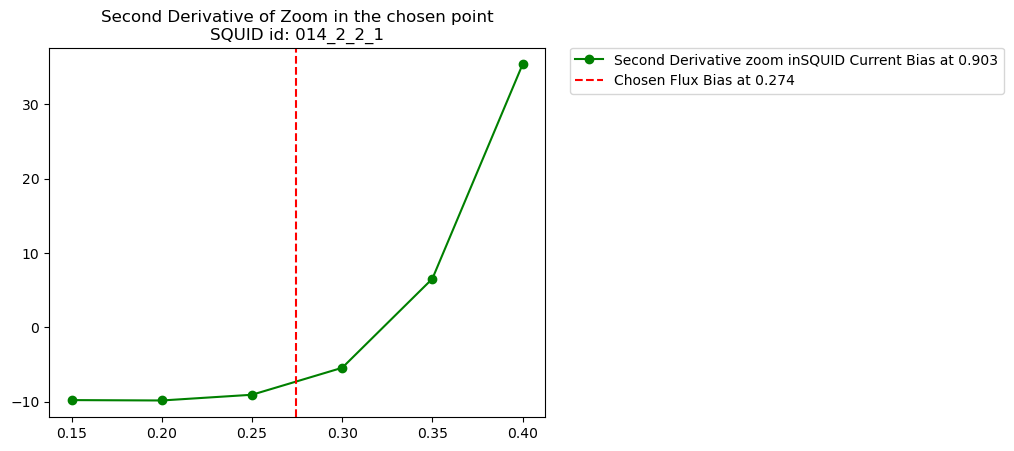 Second Derivative of Zoom in the chosen point
SQUID id: 014_2_2_1
Second Derivative zoom inSQUID Current Bias at 0.903
Chosen Flux Bias at 0.274
30
20
10
0
−10
0.15 0.20 0.25 0.30 0.35 0.40